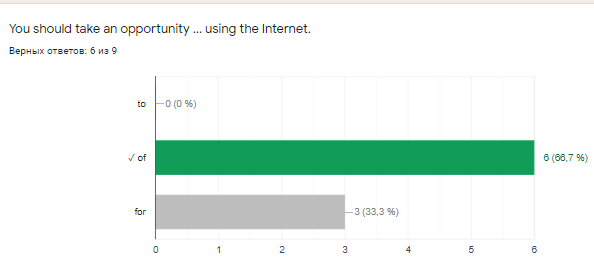 You should take an opportunity ... using the Internet.
Верных ответов: 6 из 9
to
0 (0 %)
✓ of
6 (66,7 %)
for
3 (33,3 %)
0 1 2 3 4 5 6